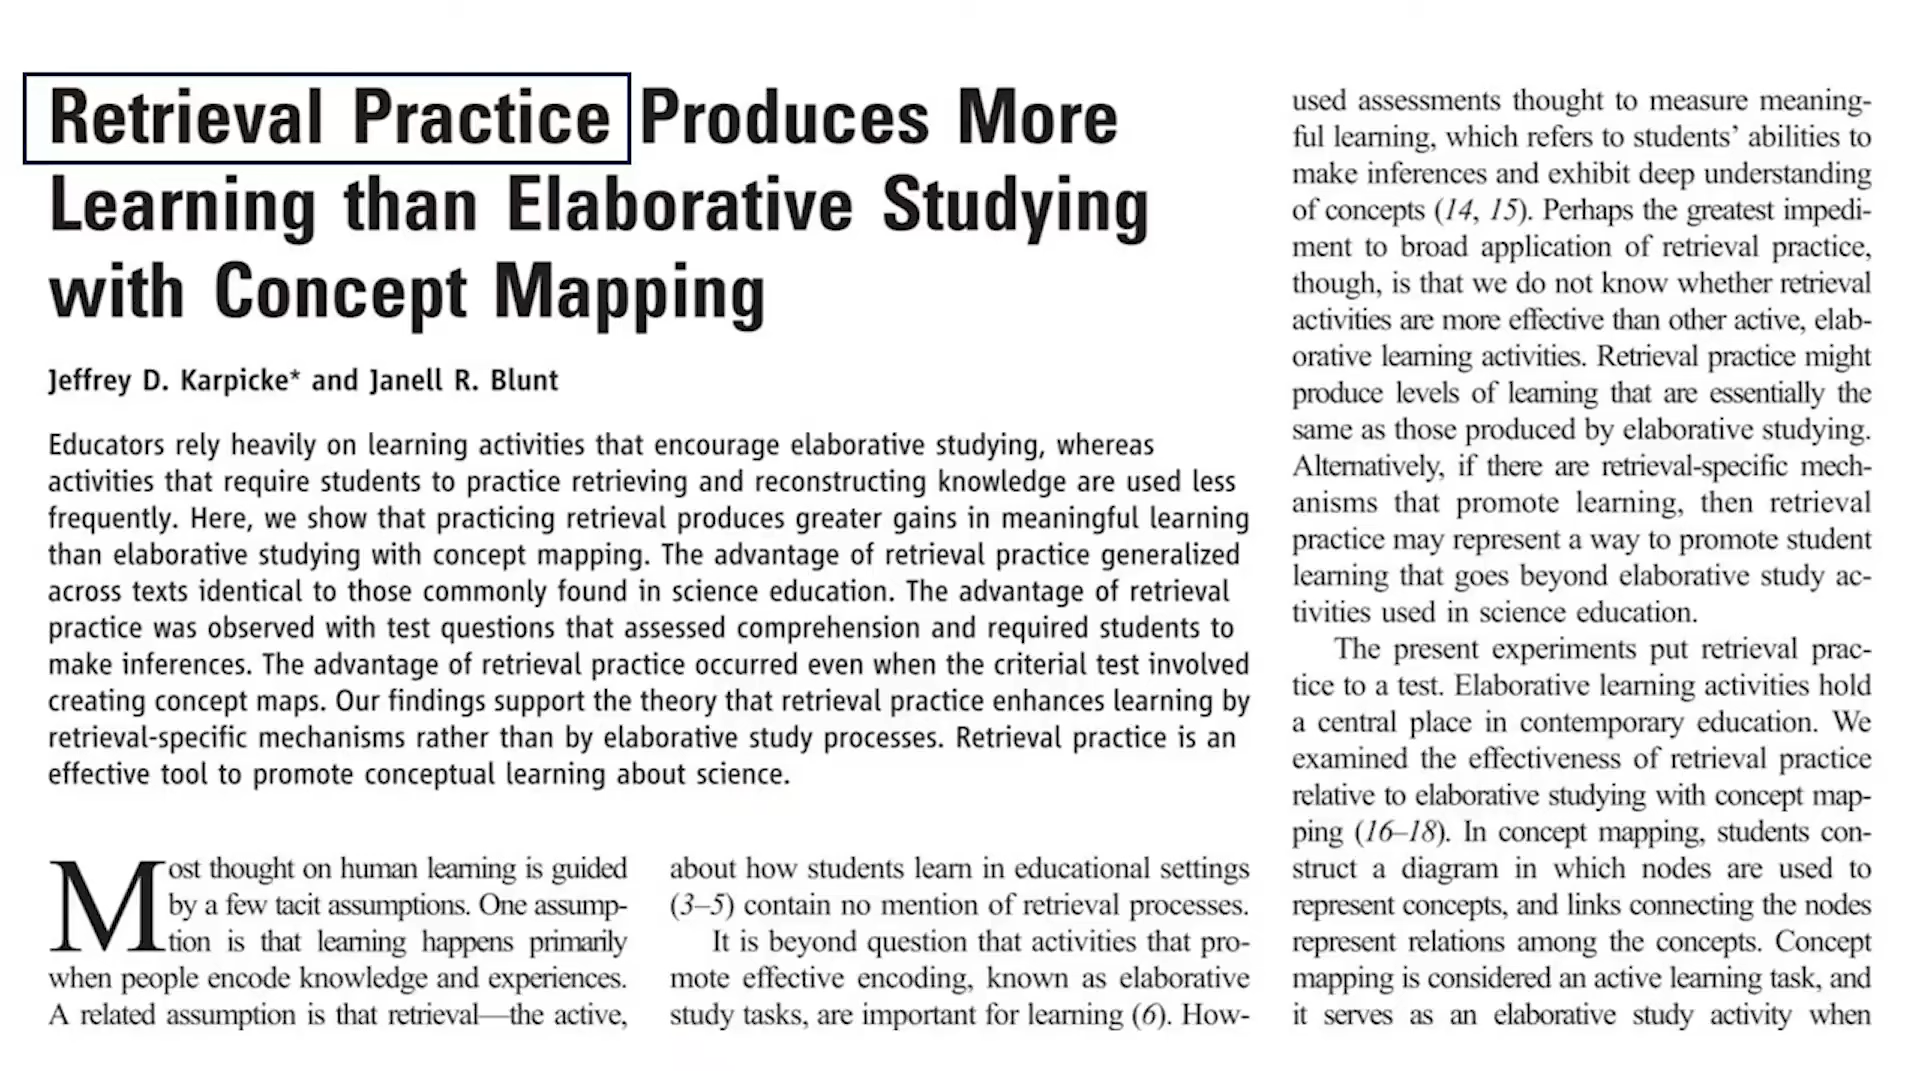 Retrieval Practice Produces More
Learning than Elaborative Studying
with Concept Mapping
Jeffrey D. Karpicke* and Janell R. Blunt
Educators rely heavily on learning activities that encourage elaborative studying, whereas
activities that require students to practice retrieving and reconstructing knowledge are used less
frequently. Here, we show that practicing retrieval produces greater gains in meaningful learning
than elaborative studying with concept mapping. The advantage of retrieval practice generalized
across texts identical to those commonly found in science education. The advantage of retrieval
practice was observed with test questions that assessed comprehension and required students to
make inferences. The advantage of retrieval practice occurred even when the criterial test involved
creating concept maps. Our findings support the theory that retrieval practice enhances learning by
retrieval-specific mechanisms rather than by elaborative study processes. Retrieval practice is an
effective tool to promote conceptual learning about science.
Most thought on human learning is guided
by a few tacit assumptions. One assump-
tion is that learning happens primarily
when people encode knowledge and experiences.
A related assumption is that retrieval—the active,
about how students learn in educational settings
(3–5) contain no mention of retrieval processes.
It is beyond question that activities that pro-
mote effective encoding, known as elaborative
study tasks, are important for learning (6). How-
used assessments thought to measure meaning-
ful learning, which refers to students’ abilities to
make inferences and exhibit deep understanding
of concepts (14, 15). Perhaps the greatest impedi-
ment to broad application of retrieval practice,
though, is that we do not know whether retrieval
activities are more effective than other active, elab-
orative learning activities. Retrieval practice might
produce levels of learning that are essentially the
same as those produced by elaborative studying.
Alternatively, if there are retrieval-specific mech-
anisms that promote learning, then retrieval
practice may represent a way to promote student
learning that goes beyond elaborative study ac-
tivities used in science education.
The present experiments put retrieval prac-
tice to a test. Elaborative learning activities hold
a central place in contemporary education. We
examined the effectiveness of retrieval practice
relative to elaborative studying with concept map-
ping (16–18). In concept mapping, students con-
struct a diagram in which nodes are used to
represent concepts, and links connecting the nodes
represent relations among the concepts. Concept
mapping is considered an active learning task, and
it serves as an elaborative study activity when